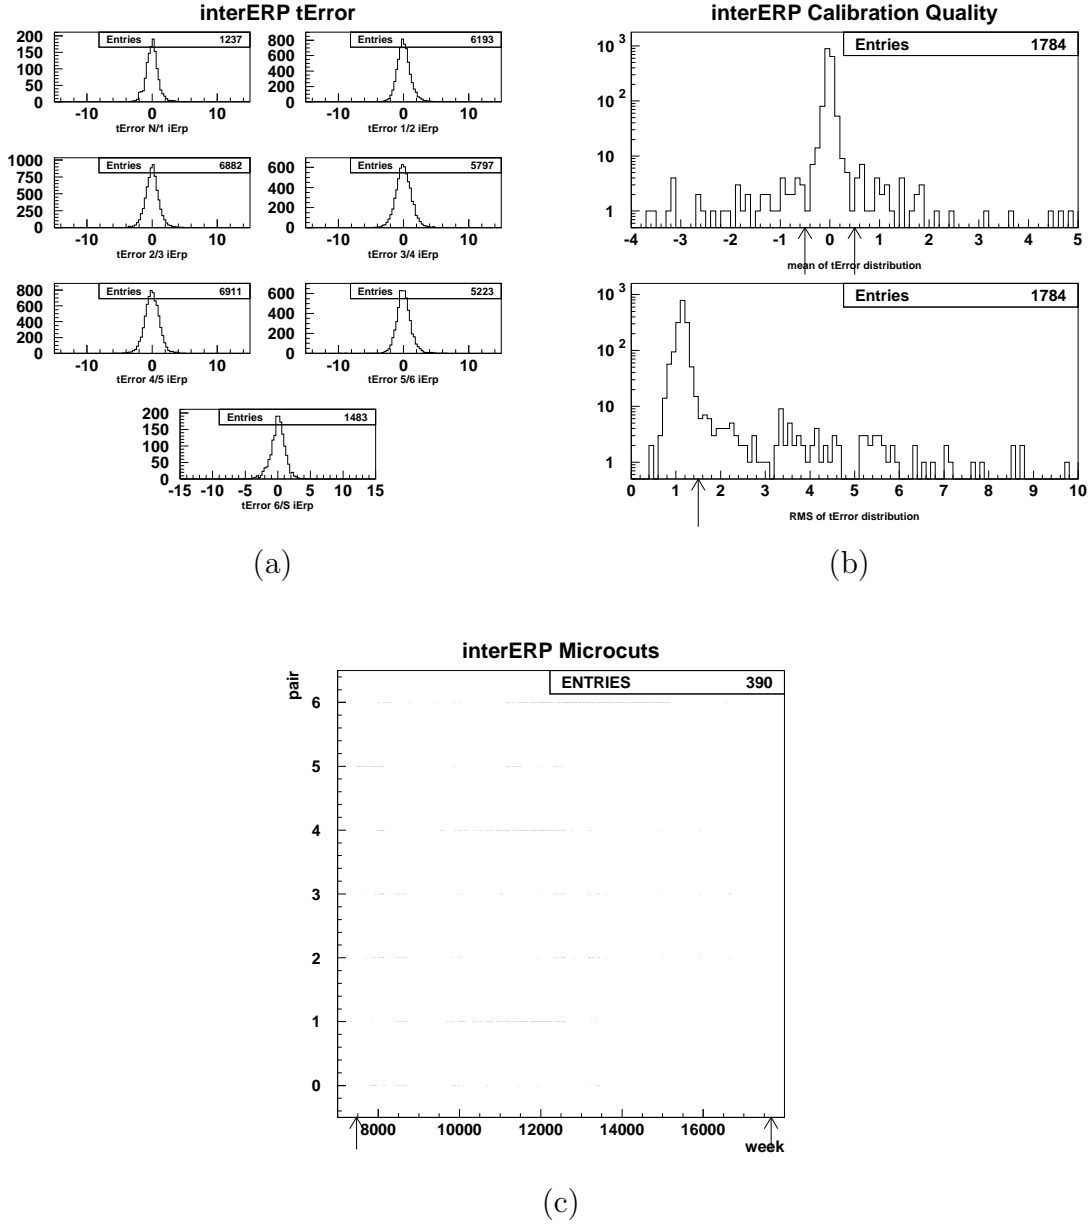 interERP tError
Entries 1237
200
150
100
50
0
-10 0 10
tError N/1 iErp
Entries 6193
800
600
400
200
0
-10 0 10
tError 1/2 iErp
Entries 6882
1000
750
500
250
0
-10 0 10
tError 2/3 iErp
Entries 5797
600
400
200
0
-10 0 10
tError 3/4 iErp
Entries 6911
800
600
400
200
0
-10 0 10
tError 4/5 iErp
Entries 5223
600
400
200
0
-10 0 10
tError 5/6 iErp
Entries 1483
200
150
100
50
0
-15 -10 -5 0 5 10 15
tError 6/S iErp
(a)
interERP Calibration Quality
Entries 1784
10 3
10 2
10
1
-4 -3 -2 -1 0 1 2 3 4 5
mean of tError distribution
Entries 1784
10 3
10 2
10
1
0 1 2 3 4 5 6 7 8 9 10
RMS of tError distribution
(b)
interERP Microcuts
ENTRIES 390
pair
6
5
4
3
2
1
0
8000 10000 12000 14000 16000
week
(c)